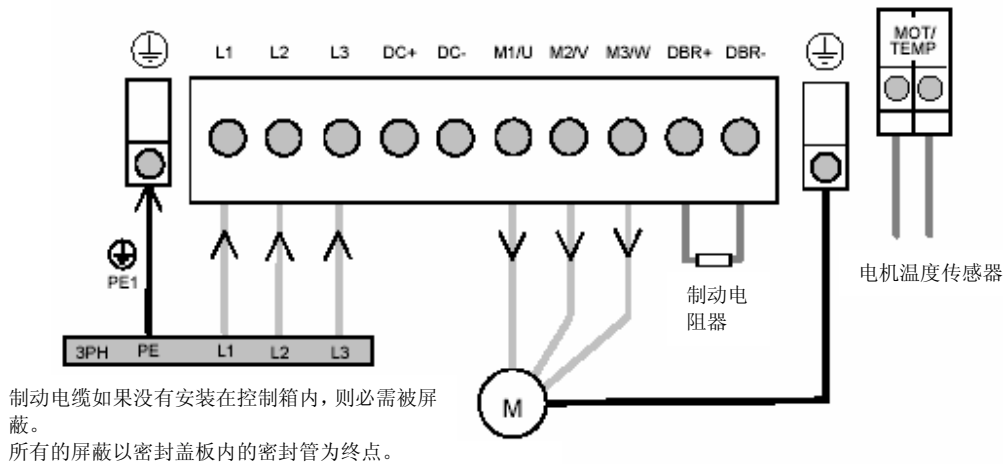 MOT/
TEMP
L1 L2 L3 DC+ DC- M1/U M2/V M3/W DBR+ DBR-
PE1
电机温度传感器
制动电
阻器
3PH PE L1 L2 L3
M
制动电缆如果没有安装在控制箱内，则必需被屏
蔽。
所有的屏蔽以密封盖板内的密封管为终点。